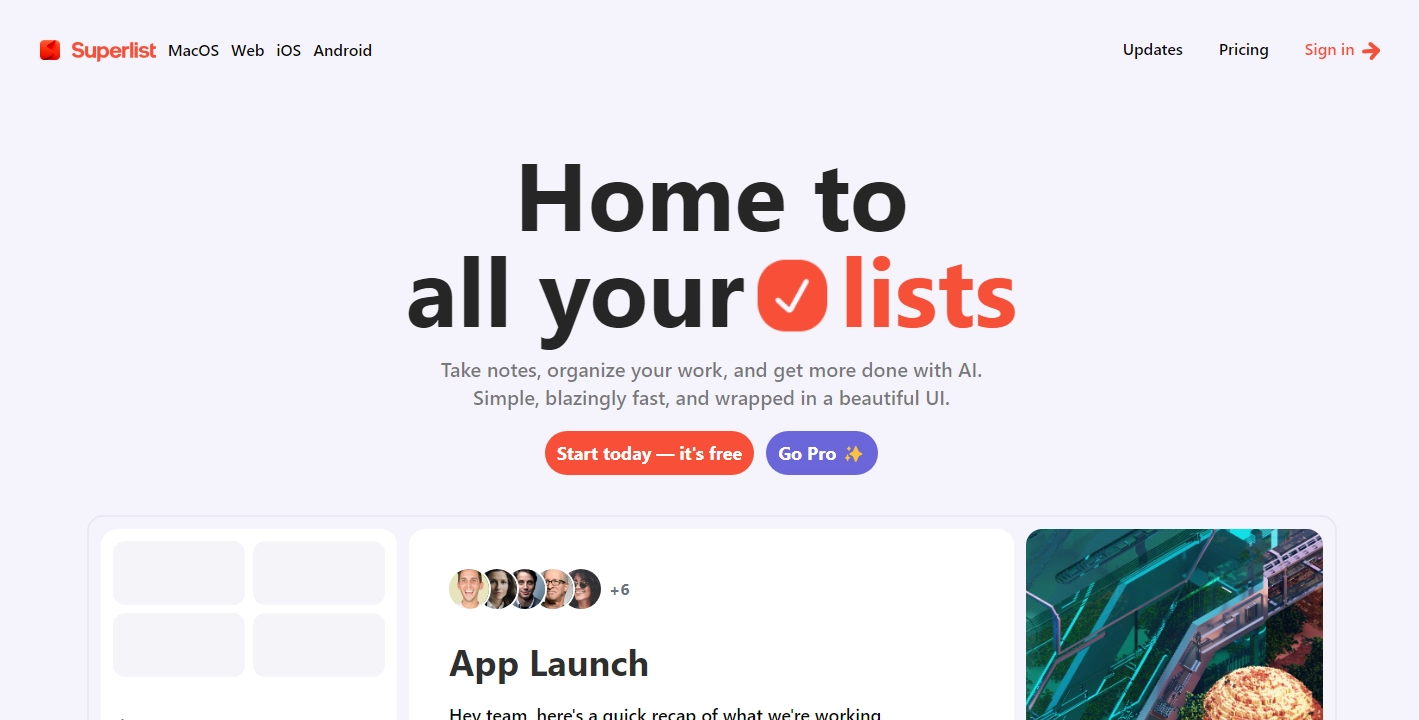 Superlist MacOS Web iOS Android
Updates Pricing Sign in
Home to
all your lists
Take notes, organize your work, and get more done with AI.
Simple, blazingly fast, and wrapped in a beautiful UI.
Start today — it's free
Go Pro ✨
+6
App Launch
Hey team, here's a quick recap of what we're working